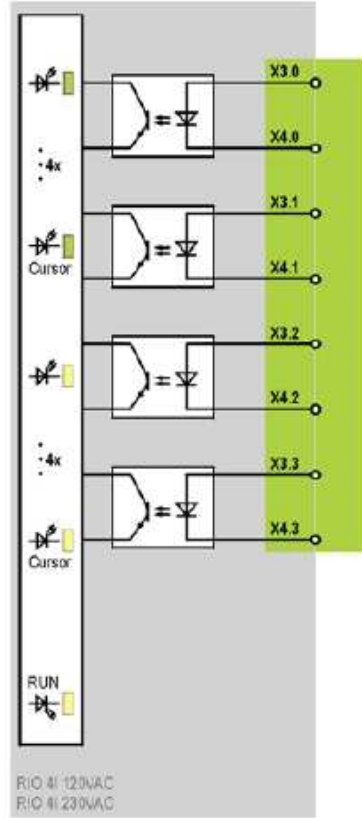 X3.0
X4.0
4x
X3.1
Cursor
X4.1
X3.2
X4.2
4x
X3.3
X4.3
Cursor
RUN
RIO 4I 120VAC
RIO 4I 230VAC